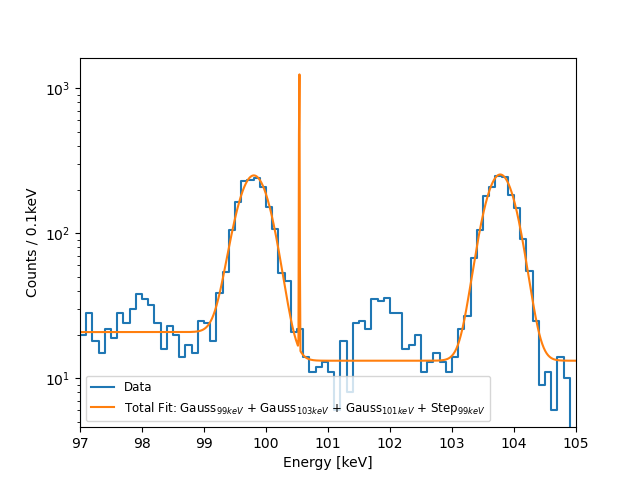 10³
10²
10¹
Counts / 0.1keV
Data
Total Fit: Gauss₉₉ₖₑᵥ + Gauss₁₀₃ₖₑᵥ + Gauss₁₀₁ₖₑᵥ + Step₉₉ₖₑᵥ
97 98 99 100 101 102 103 104 105
Energy [keV]